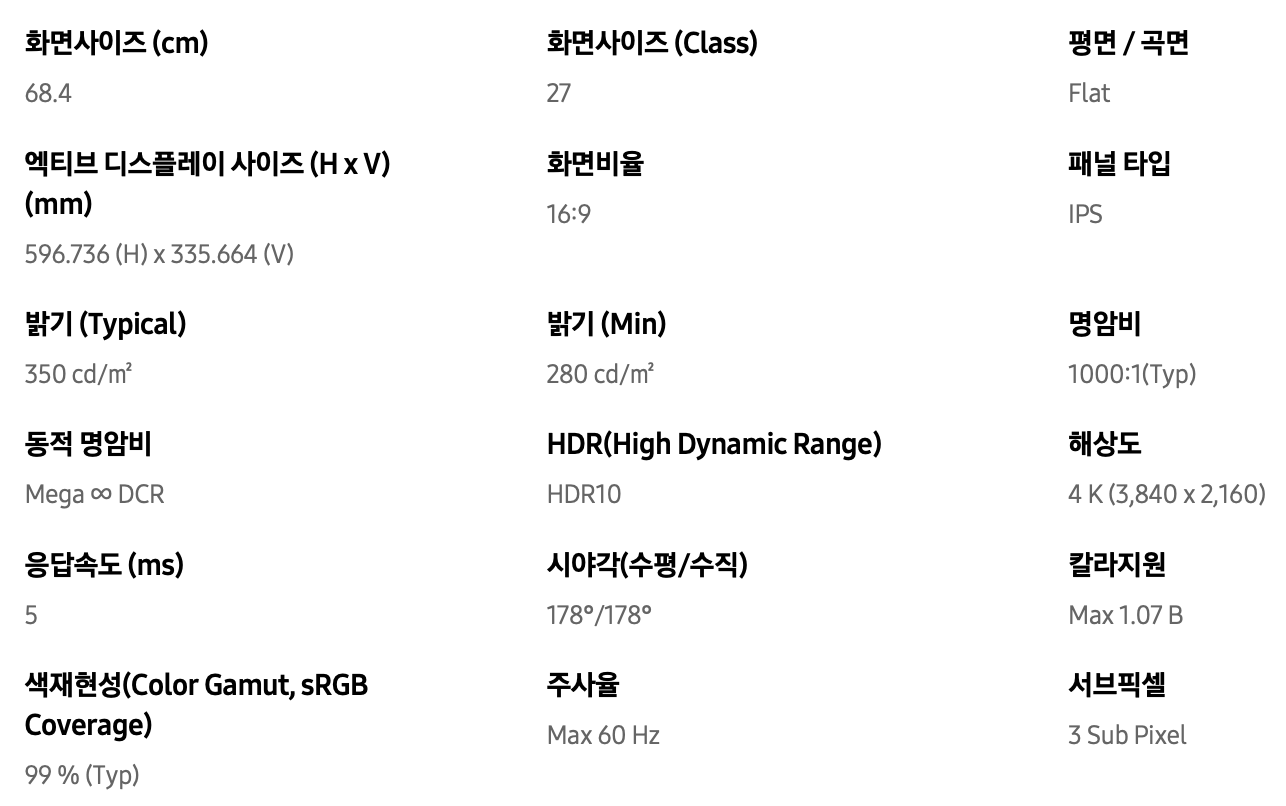 화면사이즈 (cm)
68.4
화면사이즈 (Class)
27
평면 / 곡면
Flat
엑티브 디스플레이 사이즈 (H x V)
(mm)
596.736 (H) x 335.664 (V)
화면비율
16:9
패널 타입
IPS
밝기 (Typical)
350 cd/㎡
밝기 (Min)
280 cd/㎡
명암비
1000:1(Typ)
동적 명암비
Mega ∞ DCR
HDR(High Dynamic Range)
HDR10
해상도
4 K (3,840 x 2,160)
응답속도 (ms)
5
시야각(수평/수직)
178°/178°
칼라지원
Max 1.07 B
색재현성(Color Gamut, sRGB
Coverage)
99 % (Typ)
주사율
Max 60 Hz
서브픽셀
3 Sub Pixel